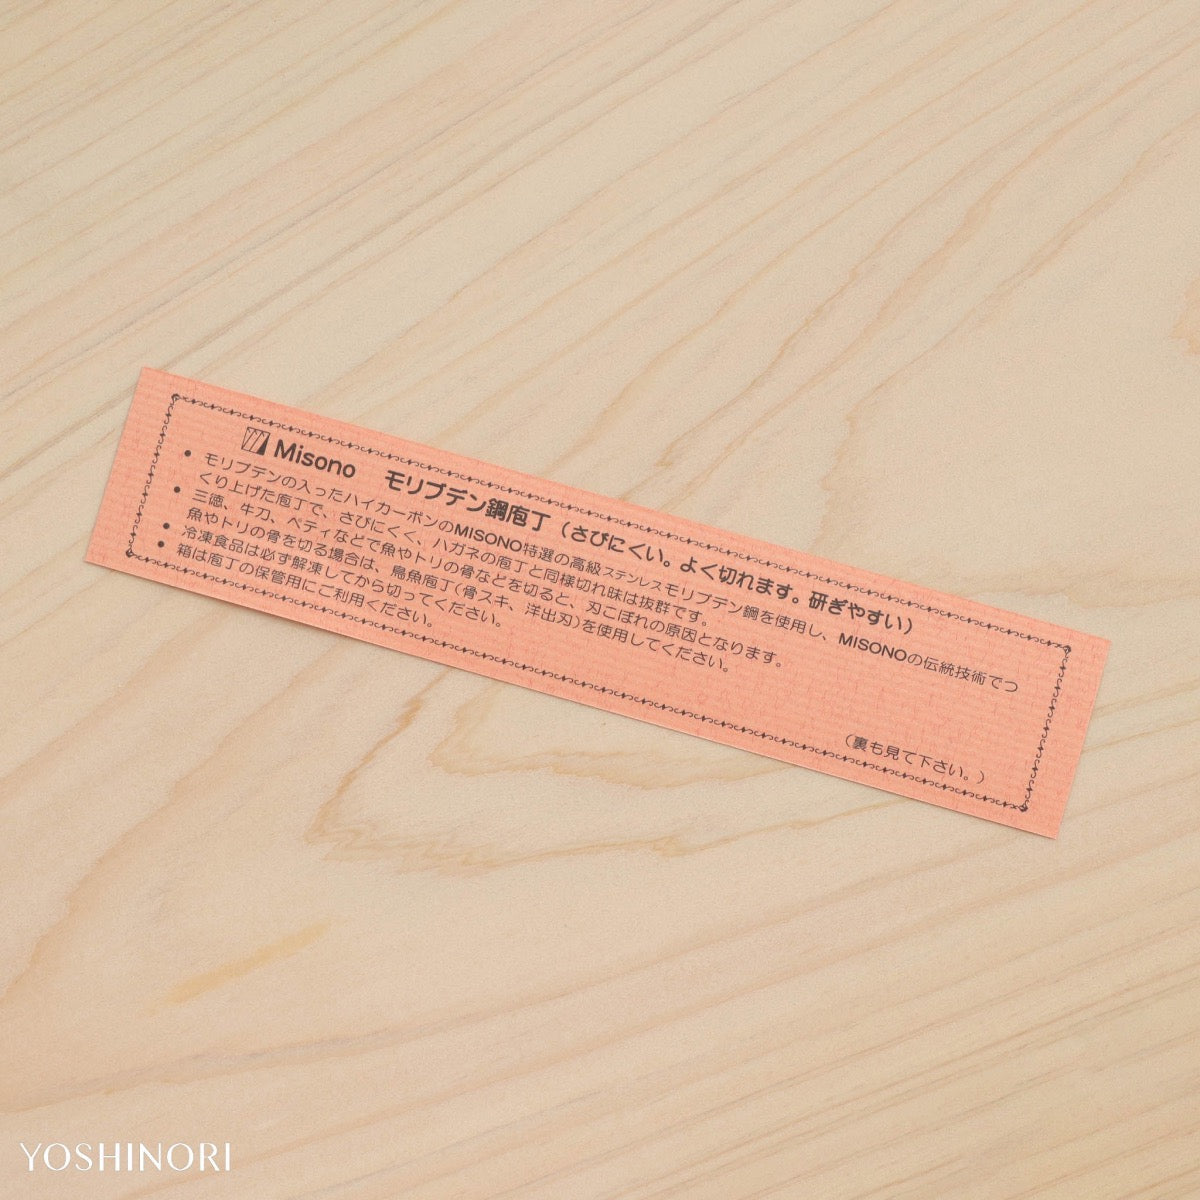 Misono モリブデン鋼庖丁（さびにくい。よく切れます。研ぎやすい）
● モリブデンの入ったハイカーボンのMISONO特選の高級ステンレスモリブデン鋼を使用し、MISONOの伝統技術でつ
くり上げた庖丁で、さびにくく、ハガネの庖丁と同様切れ味は抜群です。
● 三徳、牛刀、ペティなどで魚やトリの骨などを切ると、刃こぼれの原因となります。
魚やトリの骨を切る場合は、鳥魚庖丁(骨スキ、洋出刃)を使用してください。
● 冷凍食品は必ず解凍してから切ってください。
● 箱は庖丁の保管用にご利用ください。
（裏も見て下さい。）
YOSHINORI